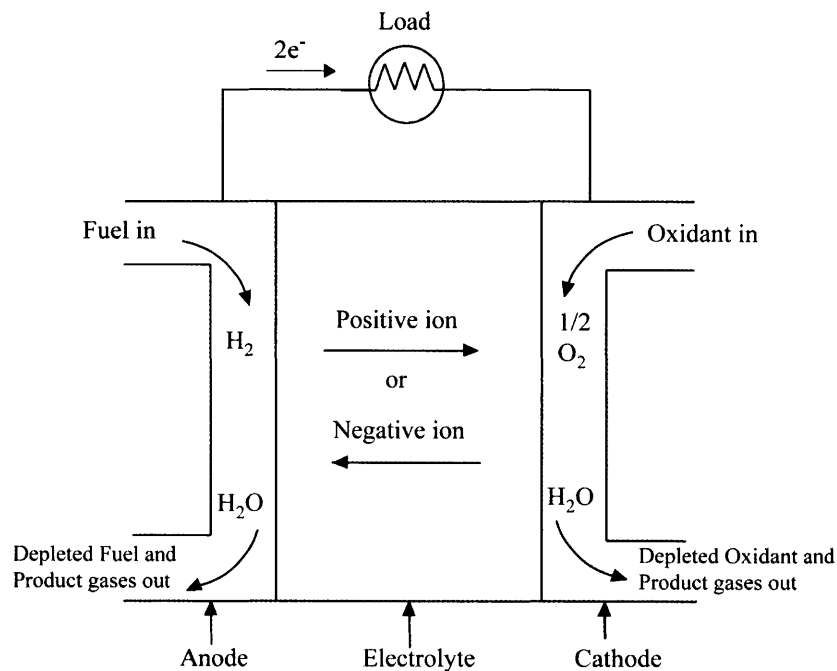 Load
2e⁻
Fuel in
Oxidant in
H₂
Positive ion
or
Negative ion
1/2
O₂
H₂O
H₂O
Depleted Fuel and
Product gases out
Depleted Oxidant and
Product gases out
Anode
Electrolyte
Cathode